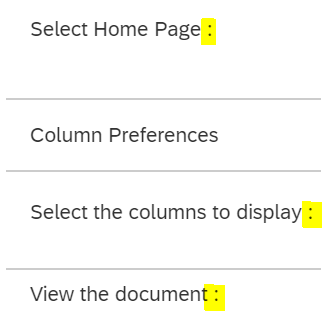 Select Home Page :
Column Preferences
Select the columns to display :
View the document :